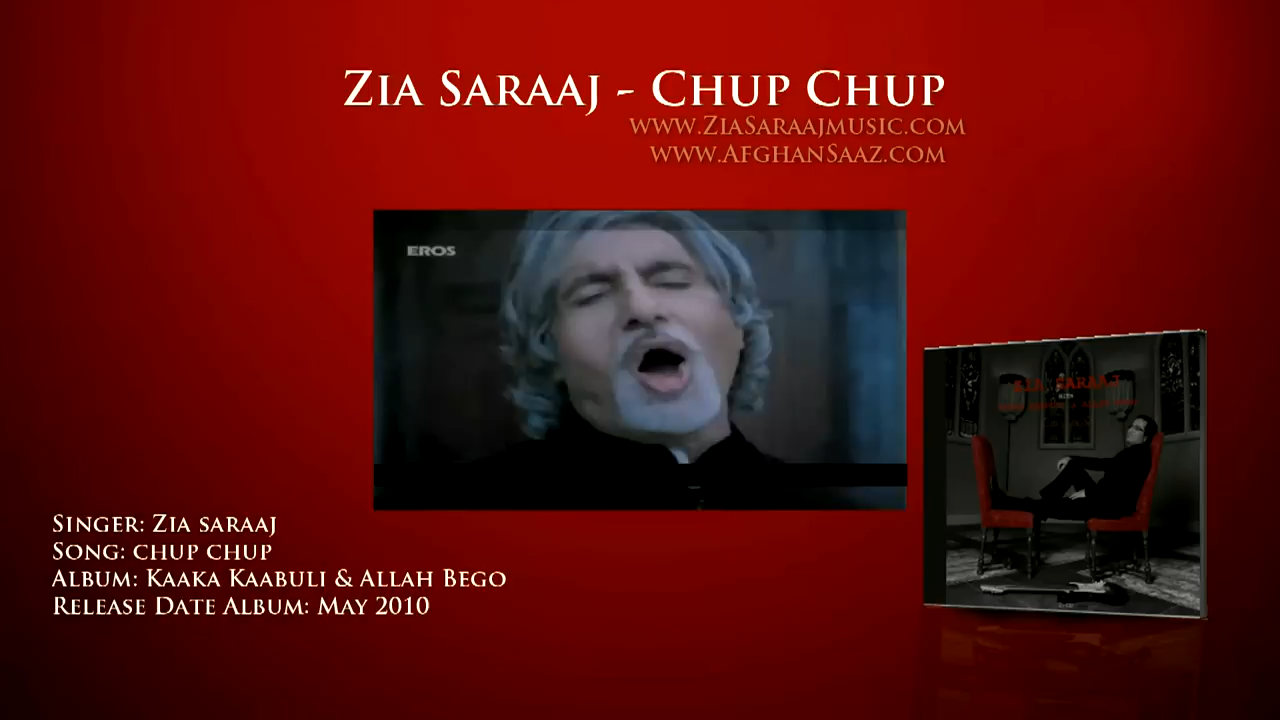 Zia Saraaj - Chup Chup
www.ZiaSaraajmusic.com
www.AfghanSaaz.com
EROS
ZIA SARAAJ
Singer: Zia saraaj
Song: chup chup
Album: Kaaka Kaabuli & Allah Bego
Release Date Album: May 2010